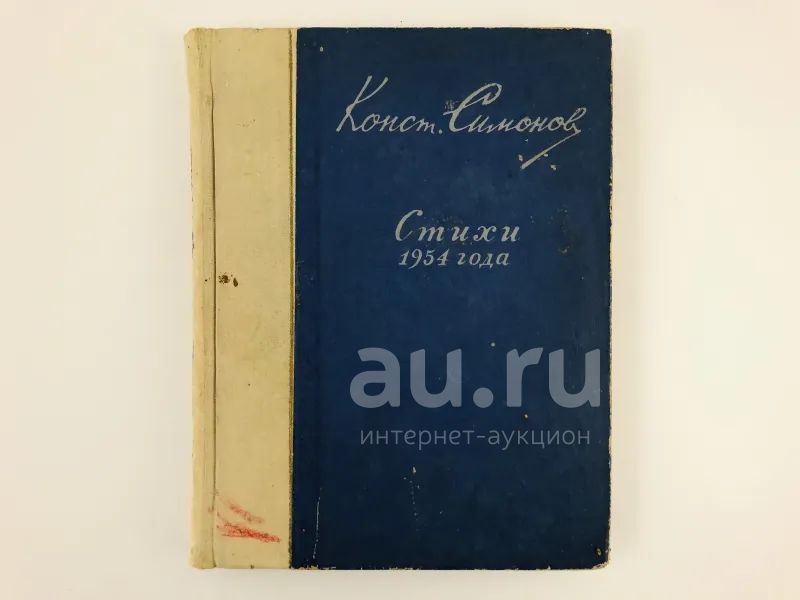 Конст. Симонов
Стихи
1954 года
au.ru
интернет-аукцион